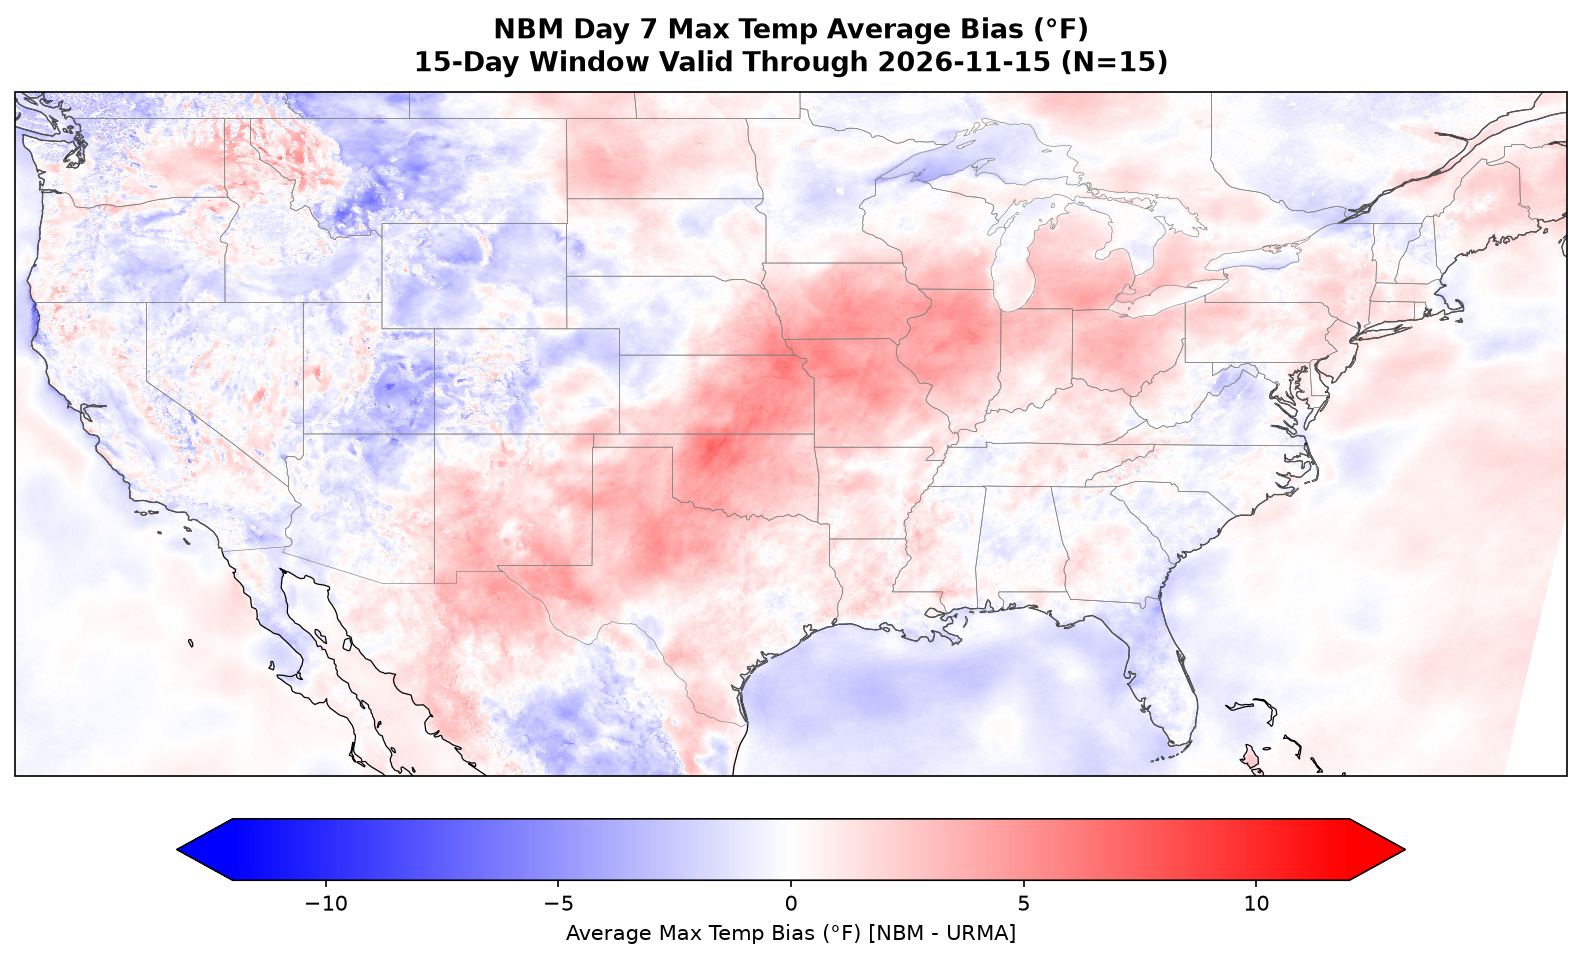 NBM Day 7 Max Temp Average Bias (°F)
15-Day Window Valid Through 2026-11-15 (N=15)
−10
−5
0
5
10
Average Max Temp Bias (°F) [NBM - URMA]